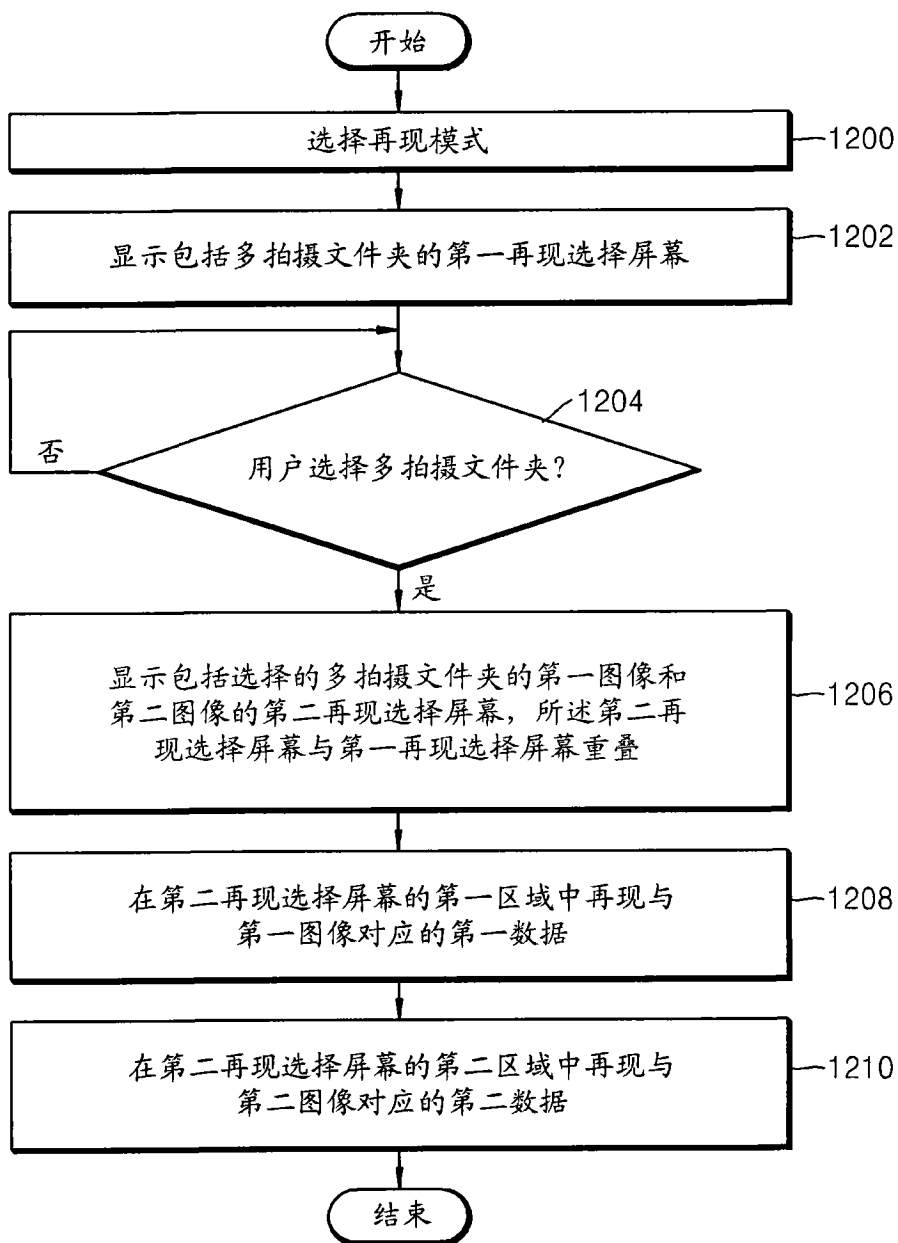 开始
选择再现模式
1200
显示包括多拍摄文件夹的第一再现选择屏幕
1202
1204
用户选择多拍摄文件夹?
否
是
显示包括选择的多拍摄文件夹的第一图像和
第二图像的第二再现选择屏幕，所述第二再
现选择屏幕与第一再现选择屏幕重叠
1206
在第二再现选择屏幕的第一区域中再现与
第一图像对应的第一数据
1208
在第二再现选择屏幕的第二区域中再现与
第二图像对应的第二数据
1210
结束